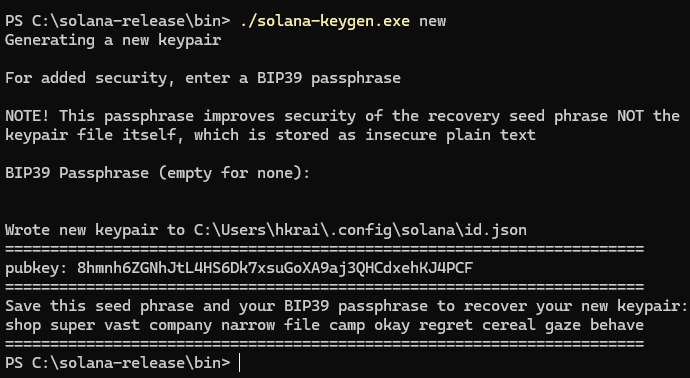 PS C:\solana-release\bin> ./solana-keygen.exe new
Generating a new keypair
For added security, enter a BIP39 passphrase
NOTE! This passphrase improves security of the recovery seed phrase NOT the
keypair file itself, which is stored as insecure plain text
BIP39 Passphrase (empty for none):
Wrote new keypair to C:\Users\hkrai\.config\solana\id.json
=======================================================================
pubkey: 8hmnh6ZGNhJtL4HS6Dk7xsuGoXA9aj3QHCdxehKJ4PCF
=======================================================================
Save this seed phrase and your BIP39 passphrase to recover your new keypair:
shop super vast company narrow file camp okay regret cereal gaze behave
=======================================================================
PS C:\solana-release\bin>